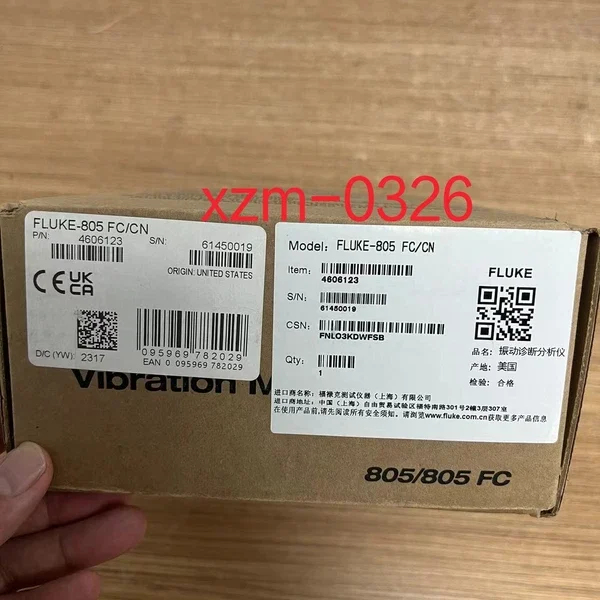 xzm-0326
FLUKE-805 FC/CN
P/N: 4606123 S/N: 61450019
ORIGIN: UNITED STATES
CE UKCA
D/C (YW): 2317
095969 782029
EAN 0 095969 782029
Model: FLUKE-805 FC/CN
Item:
4606123
FLUKE
S/N:
61450019
CSN:
FNLO3KDWFSB
Qty:
1
品名: 振动诊断分析仪
产地: 美国
检验: 合格
进口商名称: 福禄克测试仪器（上海）有限公司
进口商地址: 中国（上海）自由贸易试验区福特南路301号2幢3层307室
在使用产品前，请先阅读所有安全须知。请浏览www.fluke.com.cn获取更多产品信息
Vibration M
805/805 FC